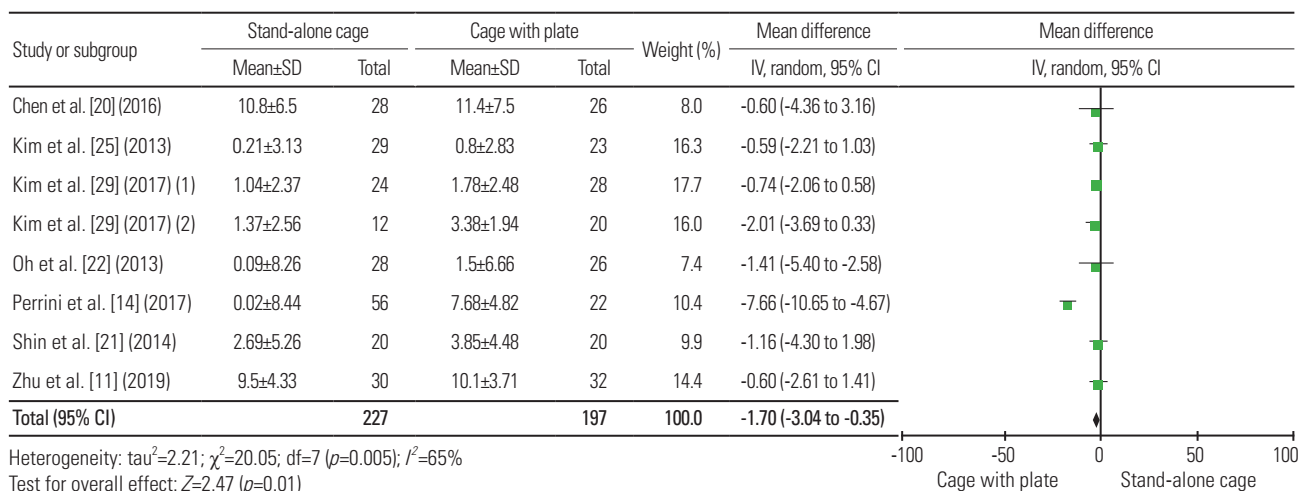 Study or subgroup Stand-alone cage Cage with plate Weight (%) Mean difference Mean difference
Mean±SD Total Mean±SD Total IV, random, 95% CI IV, random, 95% CI
Chen et al. [20] (2016) 10.8±6.5 28 11.4±7.5 26 8.0 -0.60 (-4.36 to 3.16)
Kim et al. [25] (2013) 0.21±3.13 29 0.8±2.83 23 16.3 -0.59 (-2.21 to 1.03)
Kim et al. [29] (2017) (1) 1.04±2.37 24 1.78±2.48 28 17.7 -0.74 (-2.06 to 0.58)
Kim et al. [29] (2017) (2) 1.37±2.56 12 3.38±1.94 20 16.0 -2.01 (-3.69 to 0.33)
Oh et al. [22] (2013) 0.09±8.26 28 1.5±6.66 26 7.4 -1.41 (-5.40 to -2.58)
Perrini et al. [14] (2017) 0.02±8.44 56 7.68±4.82 22 10.4 -7.66 (-10.65 to -4.67)
Shin et al. [21] (2014) 2.69±5.26 20 3.85±4.48 20 9.9 -1.16 (-4.30 to 1.98)
Zhu et al. [11] (2019) 9.5±4.33 30 10.1±3.71 32 14.4 -0.60 (-2.61 to 1.41)
Total (95% CI) 227 197 100.0 -1.70 (-3.04 to -0.35)
-100 -50 0 50 100
Heterogeneity: tau²=2.21; χ²=20.05; df=7 (p=0.005); I²=65%
Cage with plate Stand-alone cage
Test for overall effect: Z=2.47 (p=0.01)